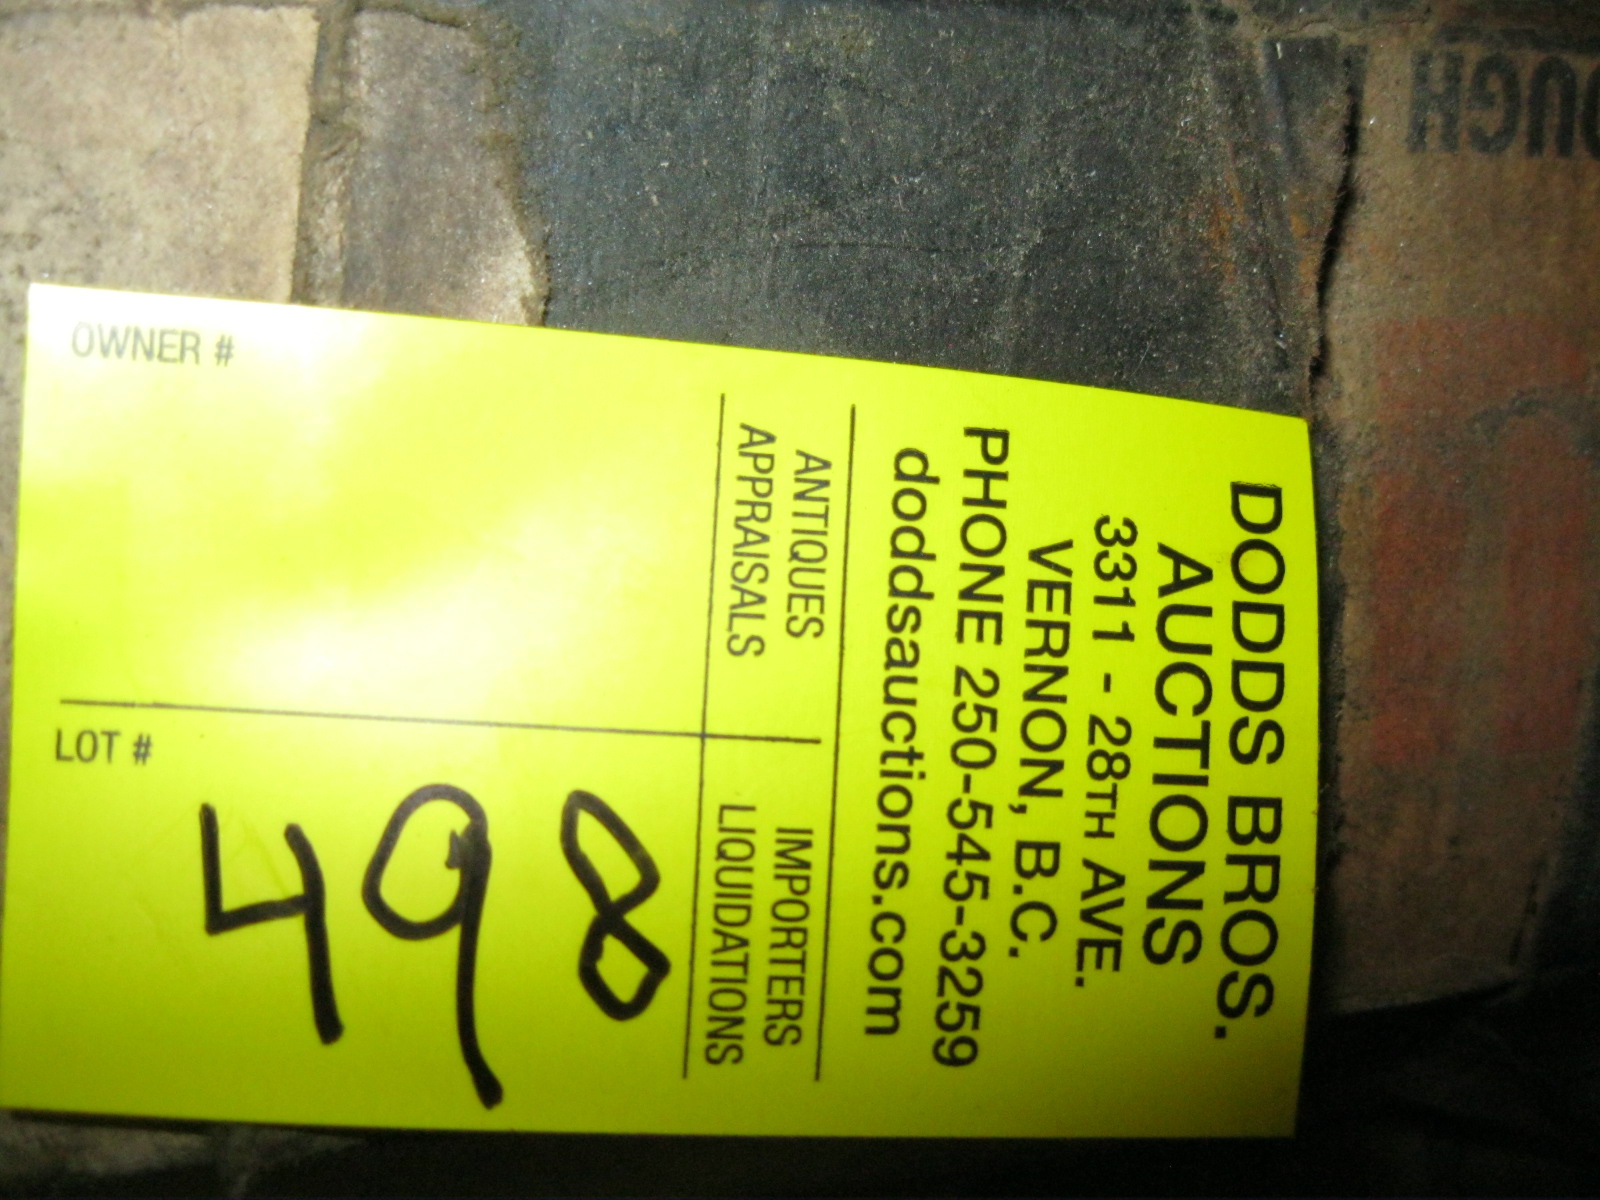 DODDS BROS.
AUCTIONS
3311 - 28TH AVE.
VERNON, B.C.
PHONE 250-545-3259
doddsauctions.com
ANTIQUES
APPRAISALS
IMPORTERS
LIQUIDATIONS
OWNER #
LOT #
498